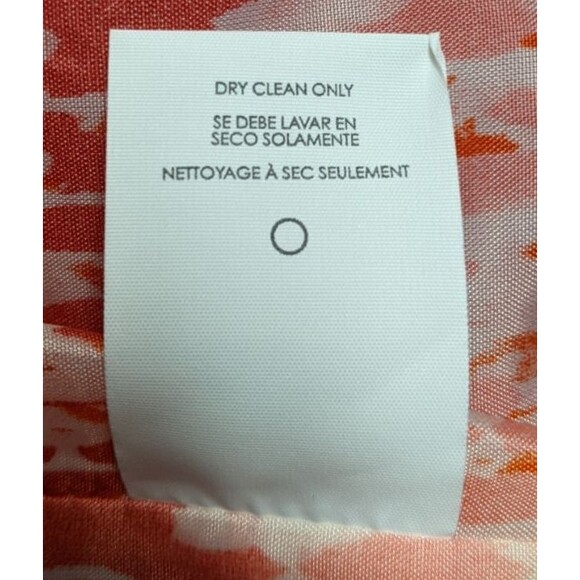 DRY CLEAN ONLY
SE DEBE LAVAR EN
SECO SOLAMENTE
NETTOYAGE À SEC SEULEMENT